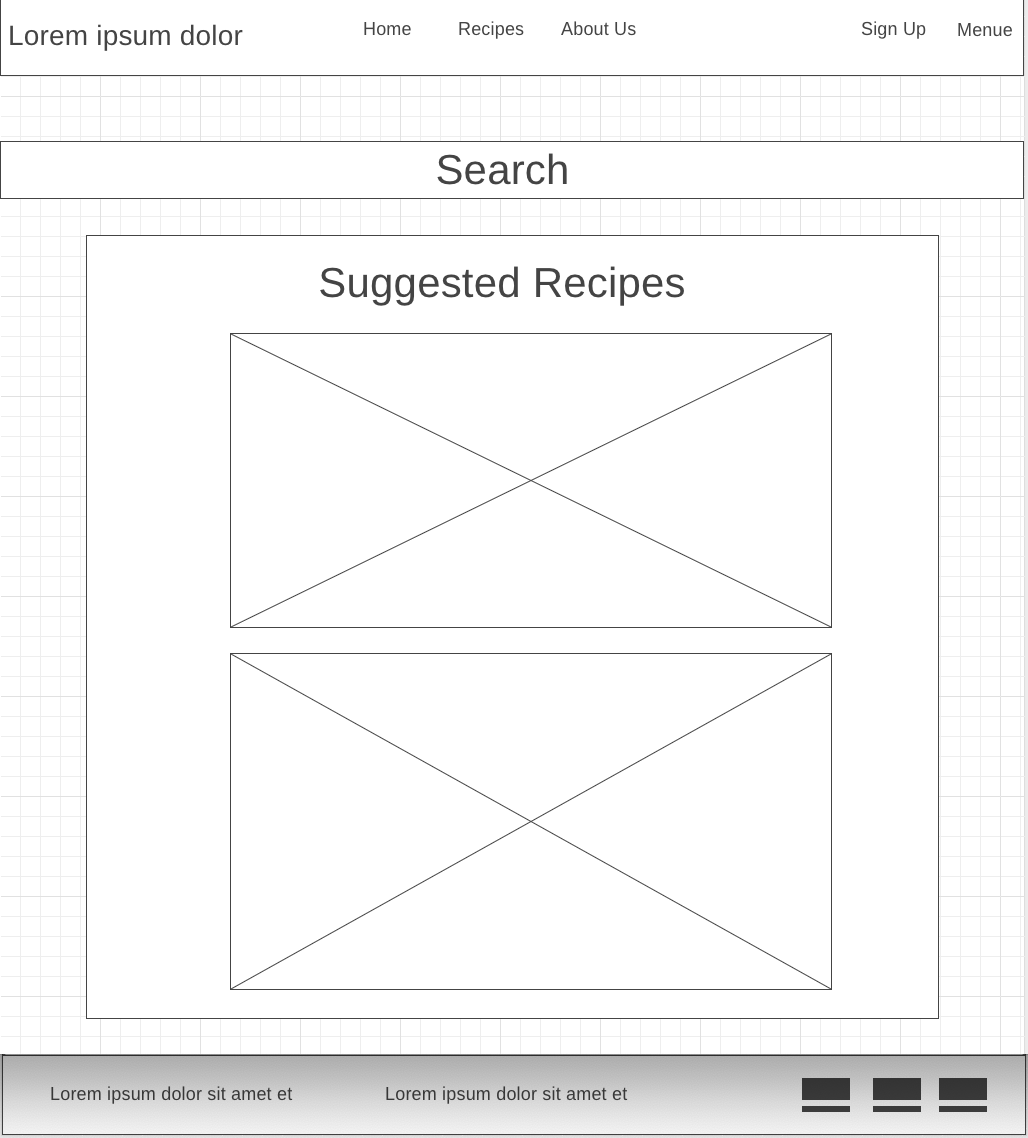 Lorem ipsum dolor
Home
Recipes
About Us
Sign Up
Menue
Search
Suggested Recipes
Lorem ipsum dolor sit amet et
Lorem ipsum dolor sit amet et